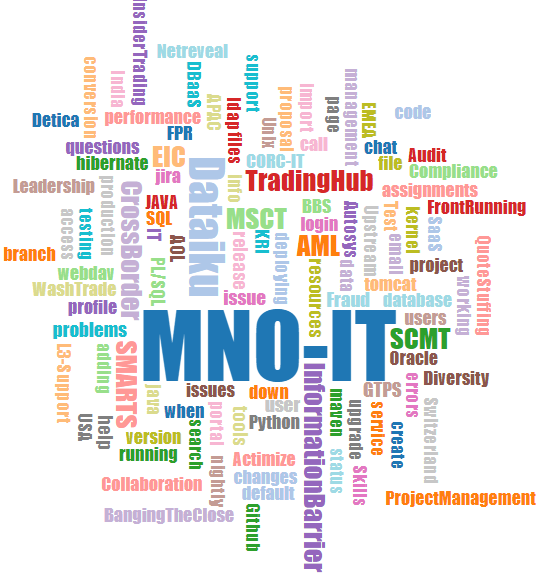 InsiderTrading
Netreveal
conversion
India
DBaaS
APAC
support
ldapfiles
Unix
proposal
Import
page
management
EMEA
code
Detica
performance
FPR
call
chat
questions
hibernate
EIC
jira
CORC-IT
file
Audit
Compliance
Leadership
production
CrossBorder
JAVA
SQL
IT
Dataiku
Info
TradingHub
assignments
access
testing
AOL
MSCT
BBS
login
Autosys
Upstream
Test
email
kernel
SaaS
FrontRunning
branch
webdav
WashTrade
profile
PL/SQL
release
KRI
deploying
AML
resources
data
tomcat
project
working
QuoteStuffing
issue
Fraud
database
users
problems
MNO-IT
SCMT
Oracle
L3-Support
adding
SMARTS
java
issues
down
InformationBarrier
GTPS
errors
Diversity
USA
help
when
search
portal
tools
user
Python
maven
upgrade
service
create
Switzerland
version
running
nightly
Actimize
changes
default
status
Skills
Collaboration
BangingTheClose
Github
ProjectManagement